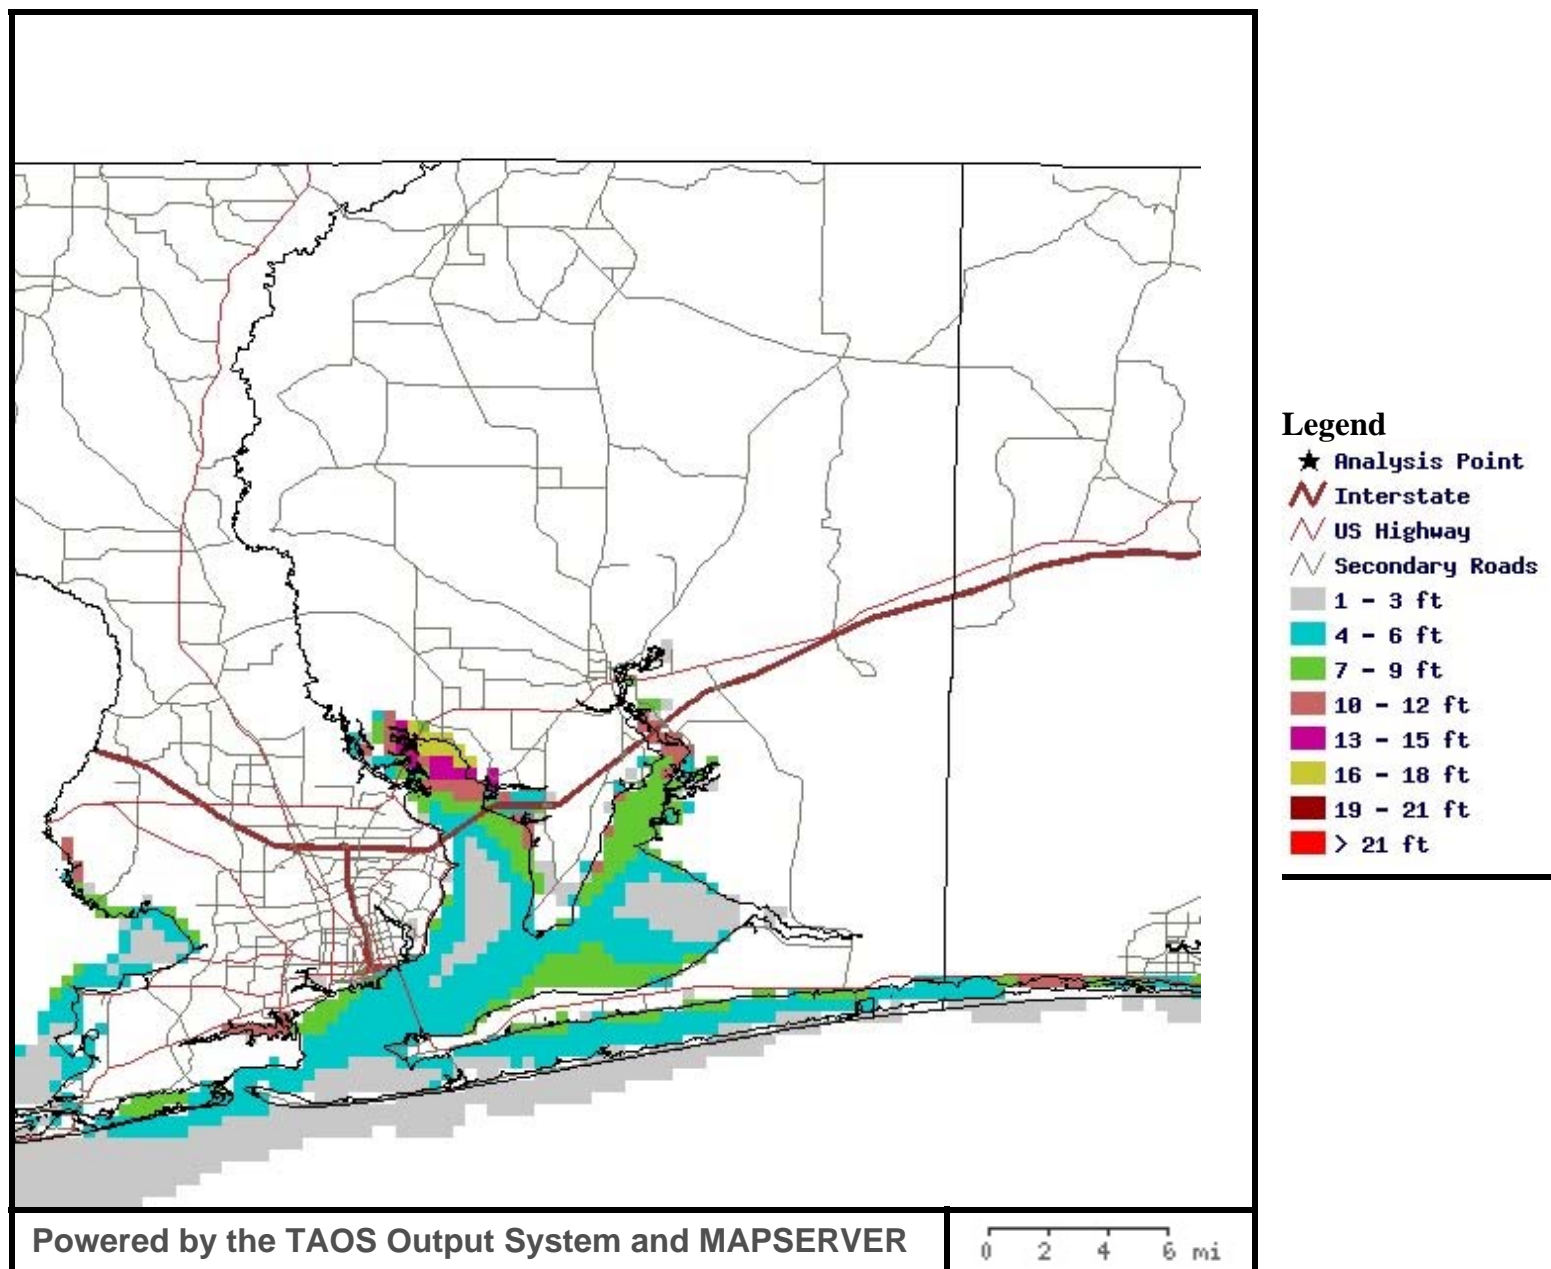 Legend
Analysis Point
Interstate
US Highway
Secondary Roads
1 - 3 ft
4 - 6 ft
7 - 9 ft
10 - 12 ft
13 - 15 ft
16 - 18 ft
19 - 21 ft
> 21 ft
Powered by the TAOS Output System and MAPSERVER
0 2 4 6 mi